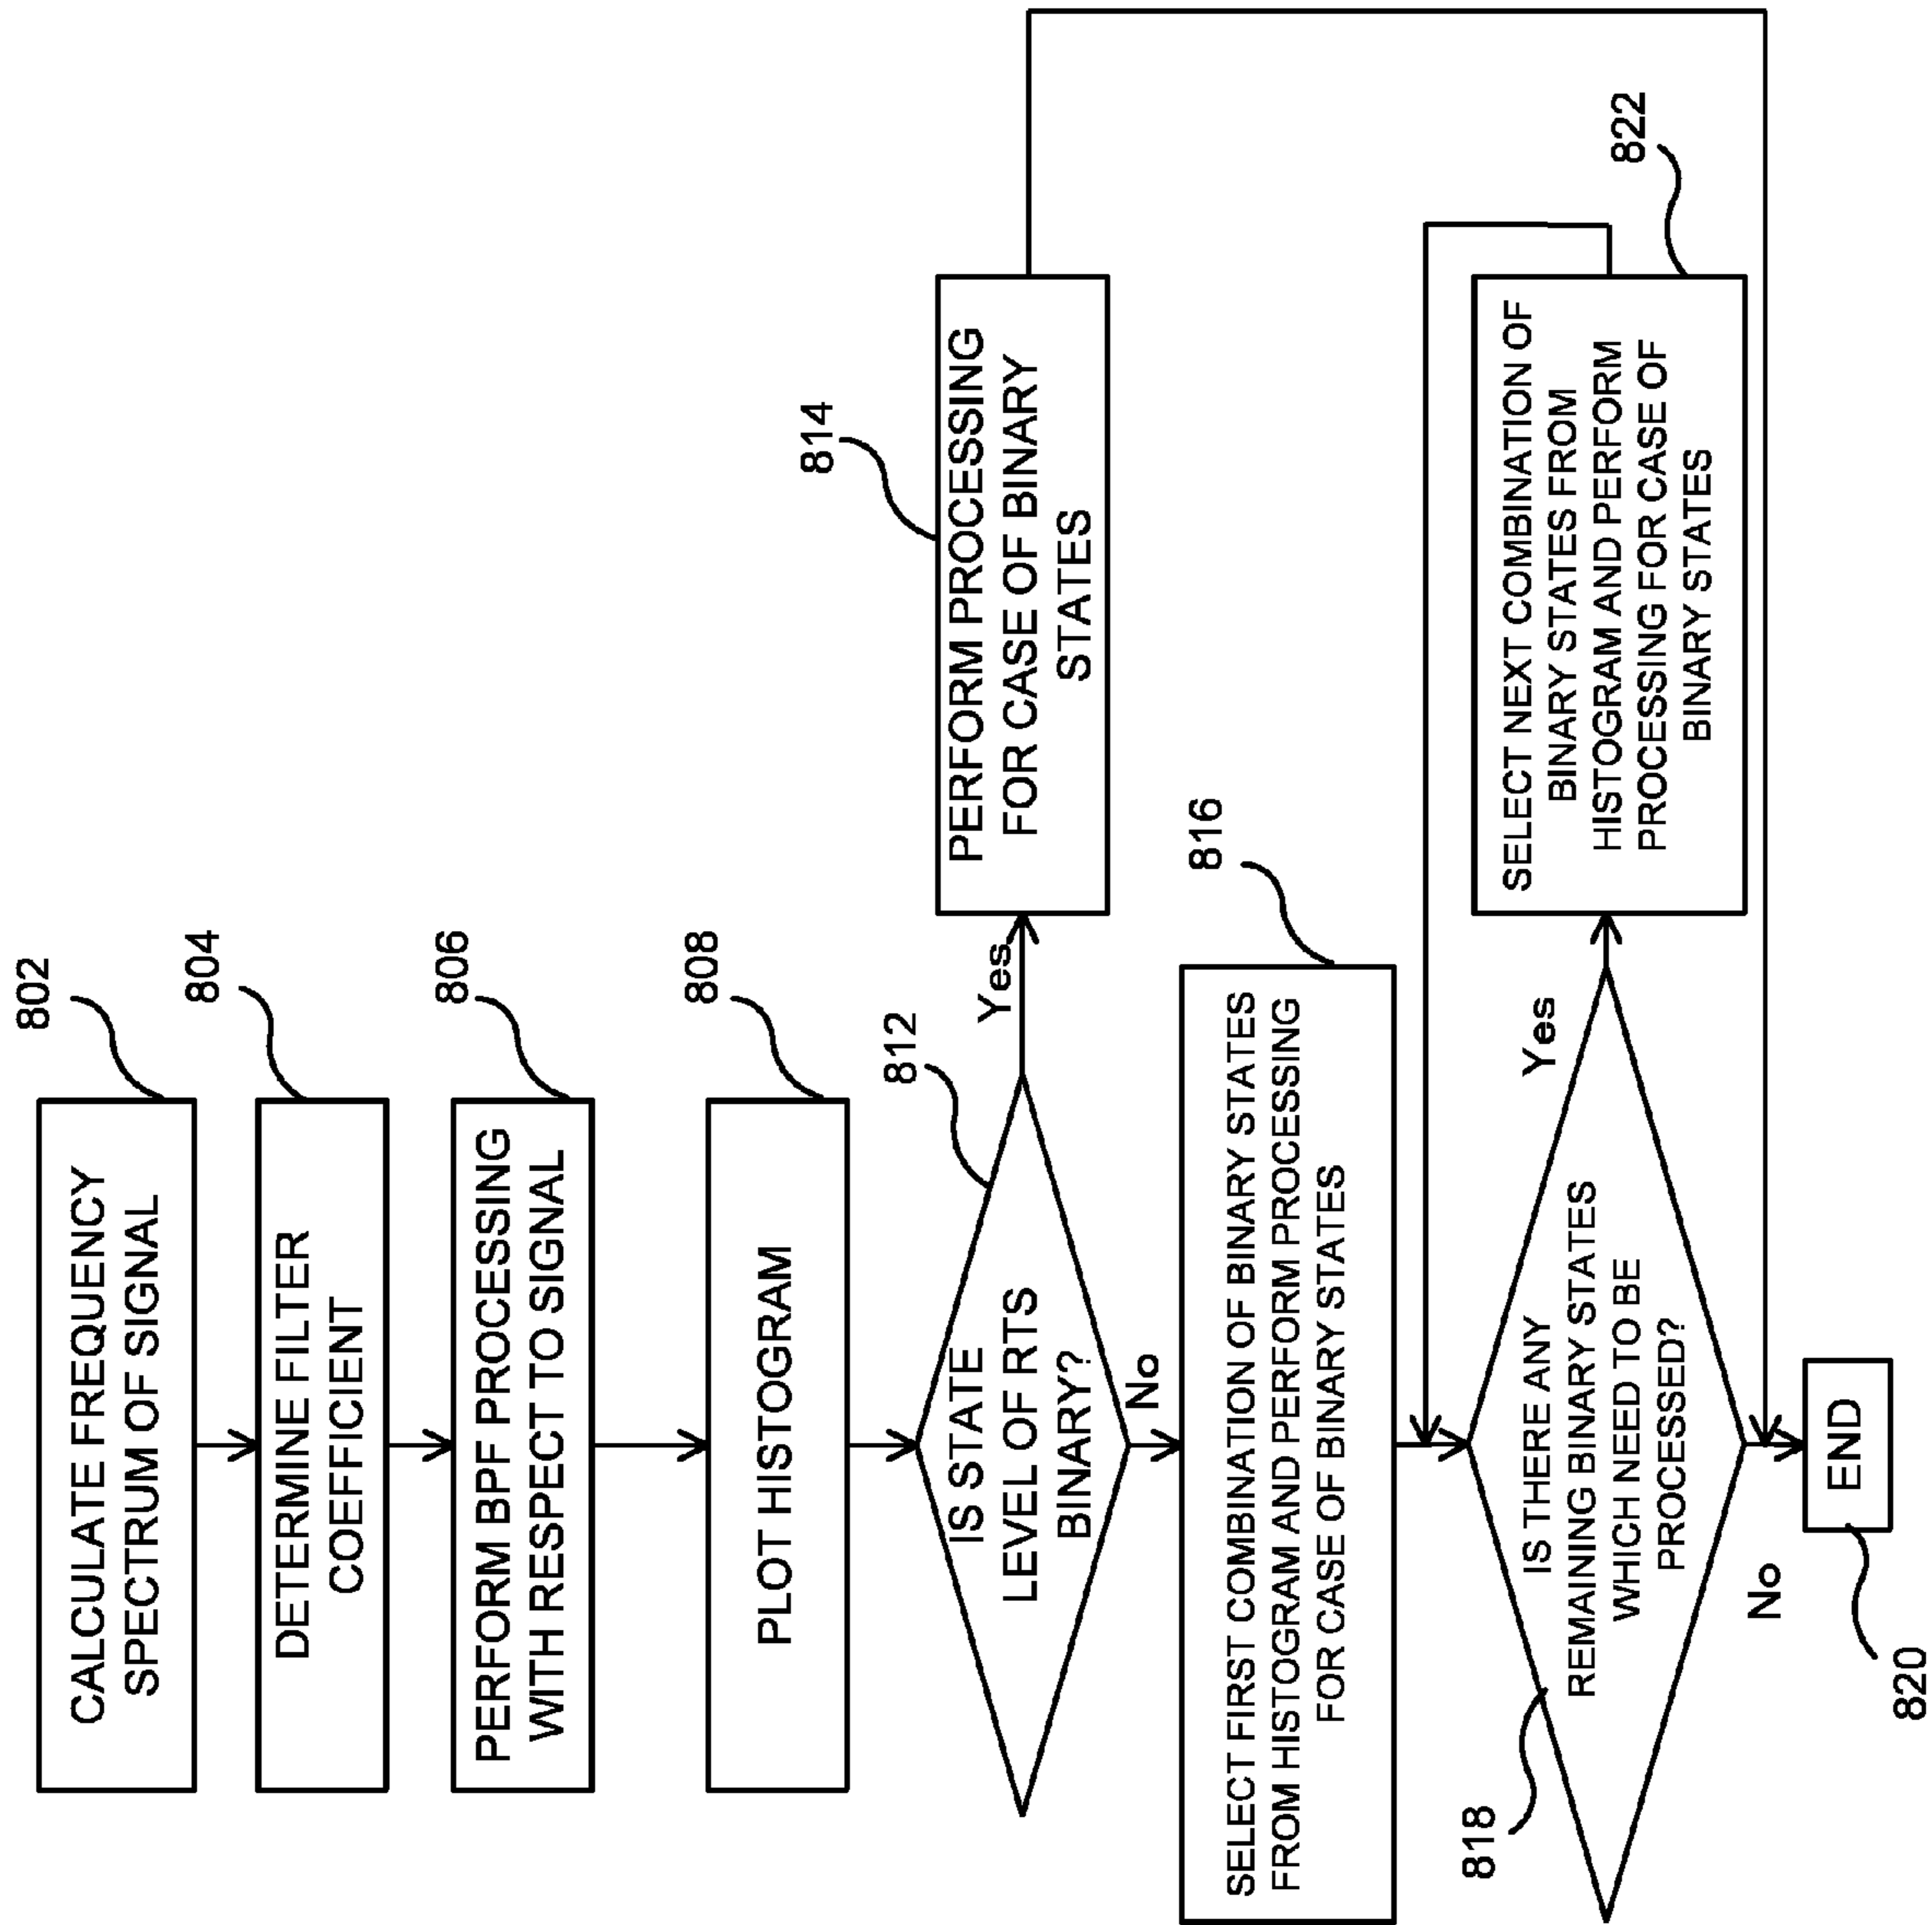 802
CALCULATE FREQUENCY
SPECTRUM OF SIGNAL
804
DETERMINE FILTER
COEFFICIENT
806
PERFORM BPF PROCESSING
WITH RESPECT TO SIGNAL
808
PLOT HISTOGRAM
812
IS STATE
LEVEL OF RTS
BINARY?
Yes
No
814
PERFORM PROCESSING
FOR CASE OF BINARY
STATES
816
SELECT FIRST COMBINATION OF BINARY STATES
FROM HISTOGRAM AND PERFORM PROCESSING
FOR CASE OF BINARY STATES
818
IS THERE ANY
REMAINING BINARY STATES
WHICH NEED TO BE
PROCESSED?
Yes
No
822
SELECT NEXT COMBINATION OF
BINARY STATES FROM
HISTOGRAM AND PERFORM
PROCESSING FOR CASE OF
BINARY STATES
820
END